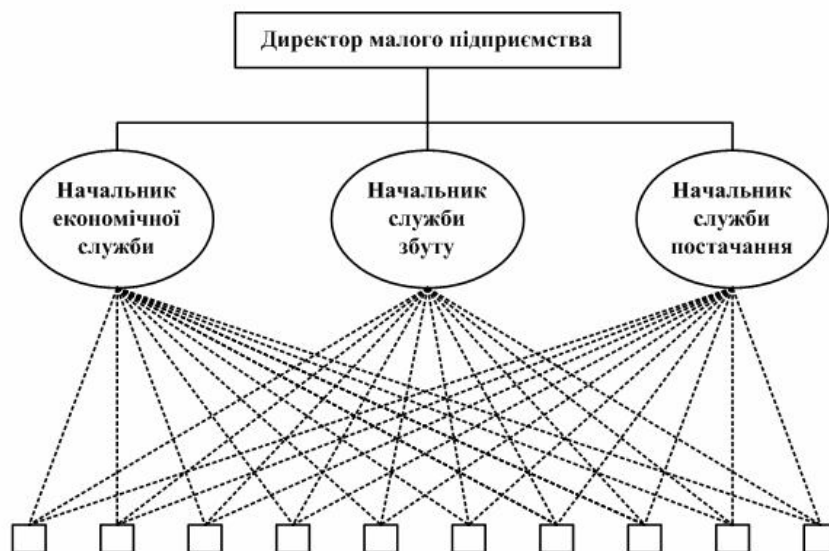 Директор малого підприємства
Начальник
економічної
служби
Начальник
служби
збуту
Начальник
служби
постачання